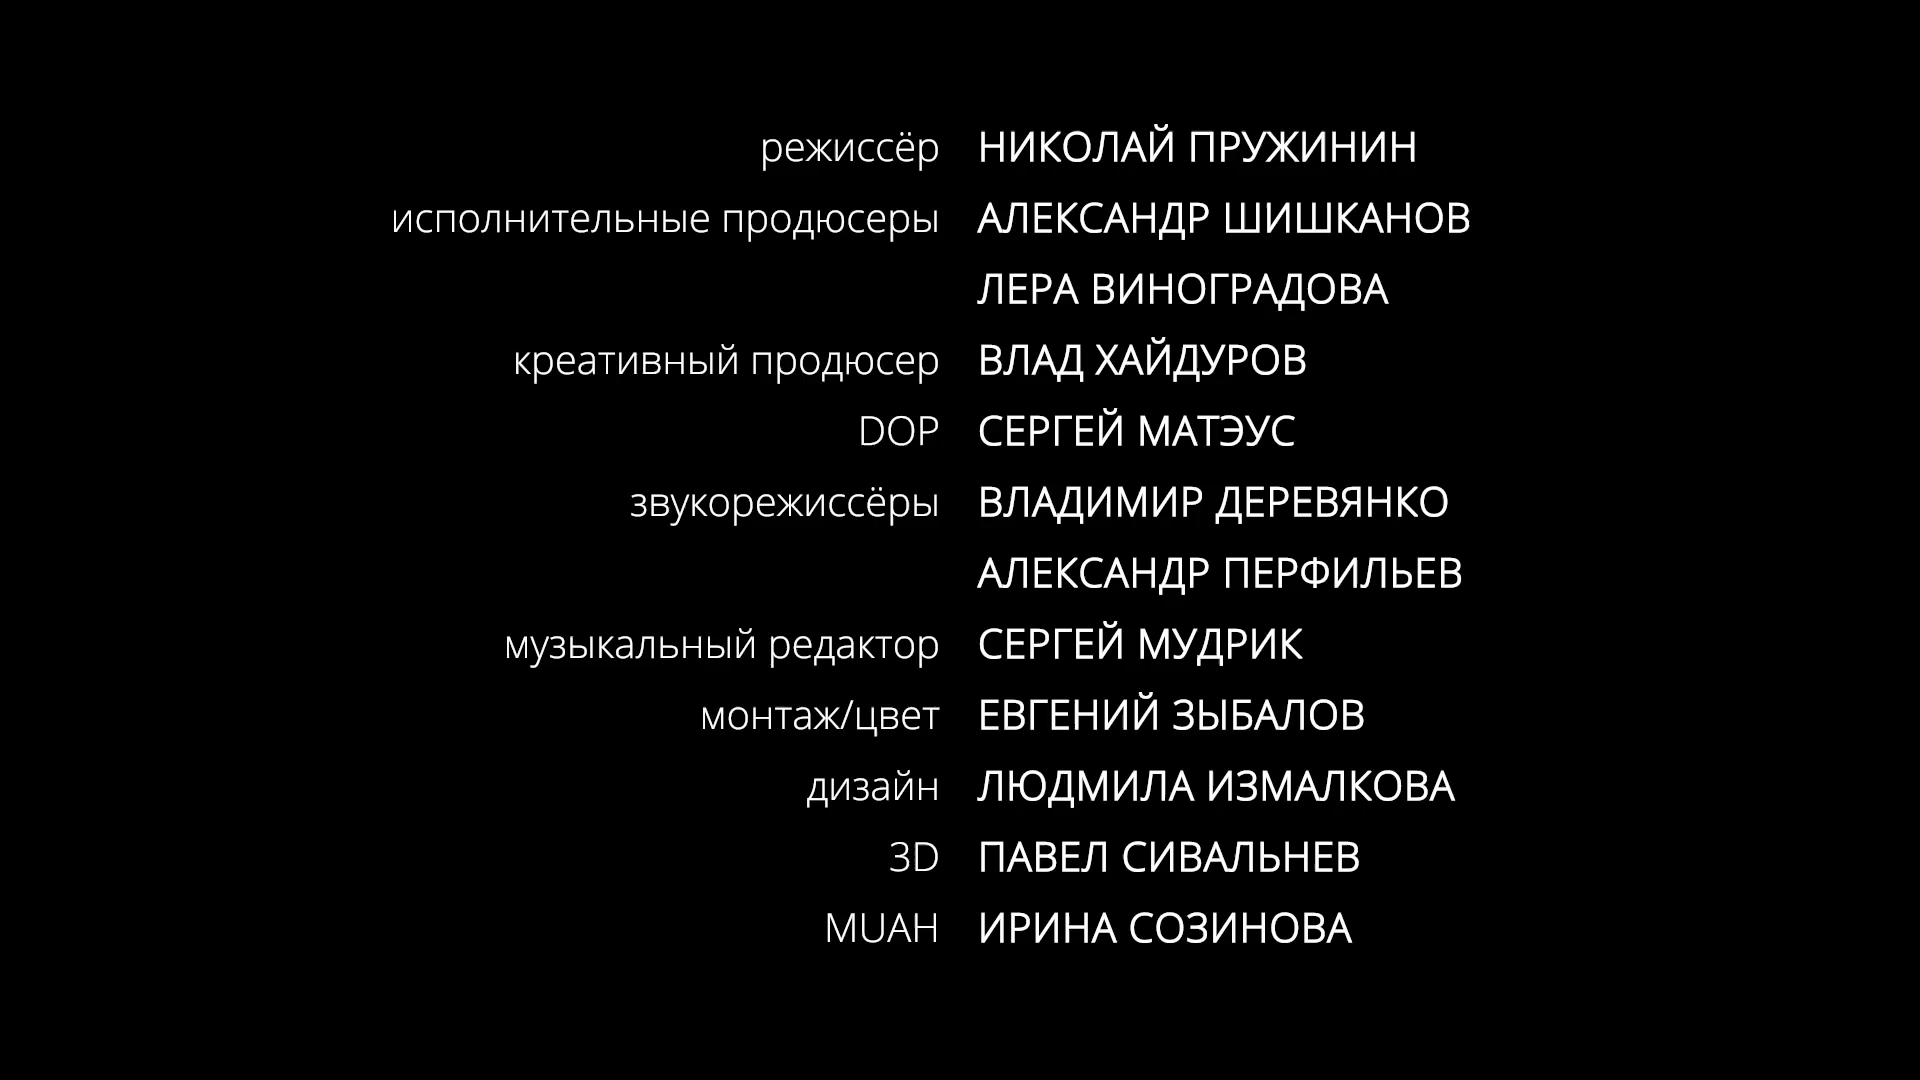 режиссёр НИКОЛАЙ ПРУЖИНИН
исполнительные продюсеры АЛЕКСАНДР ШИШКАНОВ
ЛЕРА ВИНОГРАДОВА
креативный продюсер ВЛАД ХАЙДУРОВ
DOP СЕРГЕЙ МАТЭУС
звукорежиссёры ВЛАДИМИР ДЕРЕВЯНКО
АЛЕКСАНДР ПЕРФИЛЬЕВ
музыкальный редактор СЕРГЕЙ МУДРИК
монтаж/цвет ЕВГЕНИЙ ЗЫБАЛОВ
дизайн ЛЮДМИЛА ИЗМАЛКОВА
3D ПАВЕЛ СИВАЛЬНЕВ
MUAH ИРИНА СОЗИНОВА